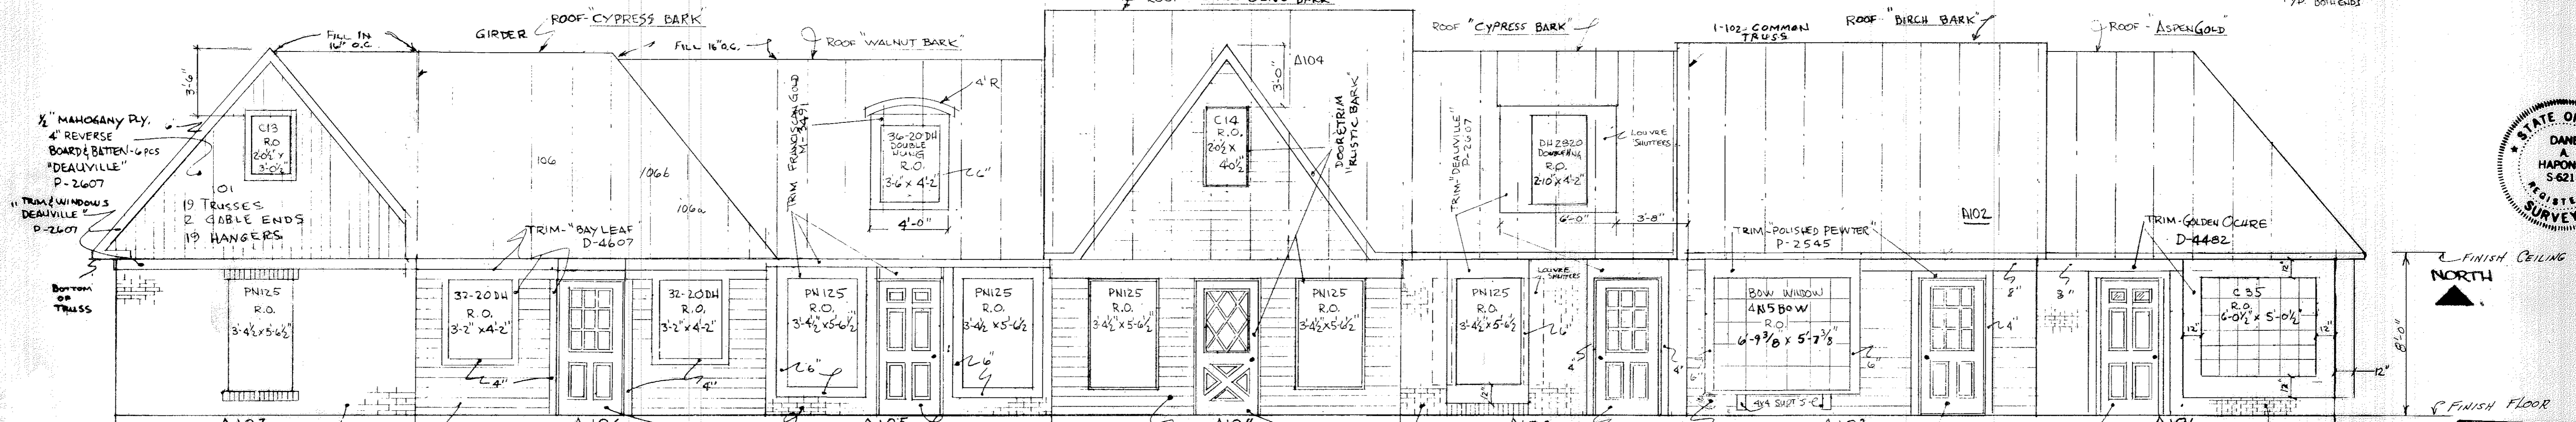 ROOF-"CYPRESS BARK"
FILL IN
16" O.C.
GIRDER
FILL 16" O.C.
ROOF "WALNUT BARK"
ROOF "CYPRESS BARK"
1-102-COMMON
TRUSS
ROOF-"BIRCH BARK"
ROOF-"ASPENGOLD"
TYP. BOTH ENDS
3'-6"
½" MAHOGANY PLY.
4" REVERSE
BOARD & BATTEN-6 PCS
"DEAUVILLE"
P-2607
"TRIM & WINDOWS
DEAUVILLE"
P-2607
6"
C13
R.O.
2-0½" X
3'-0½"
101
19 TRUSSES
2 GABLE ENDS
19 HANGERS
106
106b
106a
TRIM-"BAY LEAF"
D-4607
TRIM FRANCISCAN GOLD
M-3491
4' R
36-20 DH
DOUBLE
HUNG
R.O.
3'-6" X 4'-2"
6"
4'-0"
3'-0"
A104
C14
R.O.
2-0½" X
4-0½"
DOOR & TRIM
"RUSTIC BARK"
TRIM-"DEAUVILLE"
P-2607
DH 2820
DOUBLE HUNG
R.O.
2'-10" X 4'-2"
LOUVRE
SHUTTERS
6'-0"
3'-8"
A102
TRIM-POLISHED PEWTER"
P-2545
TRIM-GOLDEN OCHRE
D-4482
STATE OF
A.
S-621
REGISTE
SURVEY
FINISH CEILING
NORTH
BOTTOM
OF
TRUSS
PN125
R.O.
3'-4½ X 5'-6½"
32-20 DH
R.O.
3'-2" X 4'-2"
4"
32-20 DH
R.O.
3'-2" X 4'-2"
4"
PN125
R.O.
3'-4½ X 5'-6½
6"
PN125
R.O.
3'-4½ X 5'-6½
6"
PN125
R.O.
3'-4½ X 5'-6½
PN125
R.O.
3'-4½ X 5'-6½"
PN125
R.O.
3'-4½ X 5'-6½"
12"
LOUVRE
SHUTTERS
6"
4"
4"
6"
BOW WINDOW
4N5 BOW
R.O.
6'-9⅜ X 5'-7⅜
6"
8"
4"
3"
C35
R.O.
6'-0½" X 5'-0½"
12"
12"
12"
12"
12"
8'-0"
FINISH FLOOR